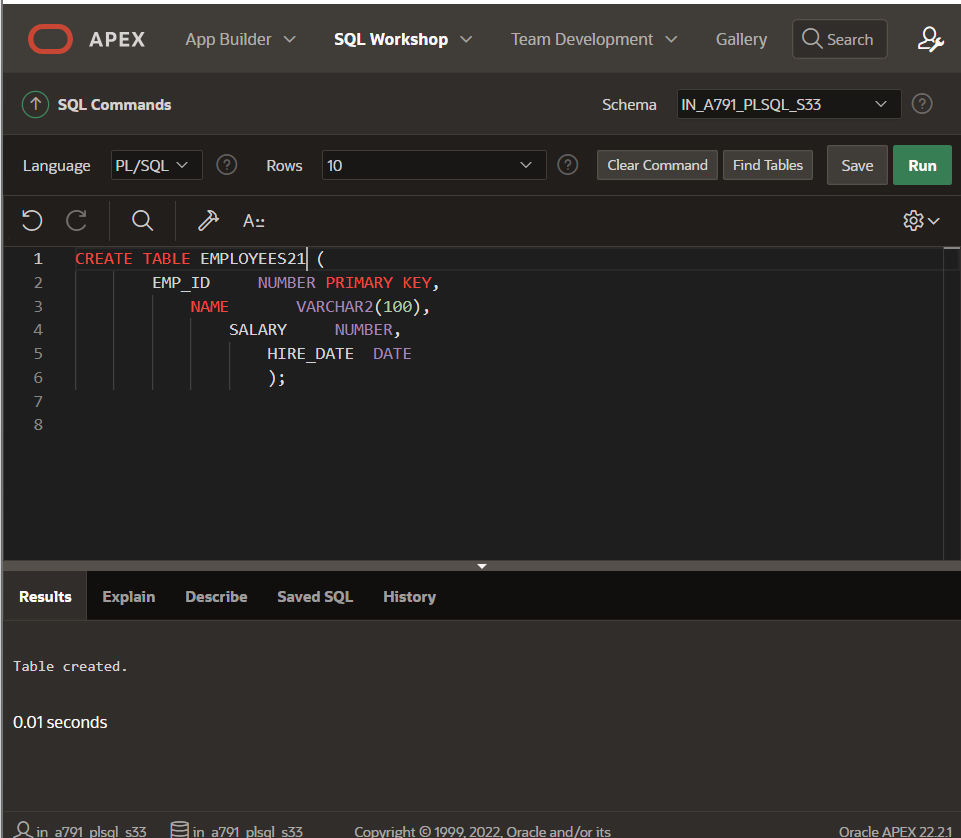 APEX App Builder SQL Workshop Team Development Gallery Search
SQL Commands Schema IN_A791_PLSQL_S33 ?
Language PL/SQL ? Rows 10 ? Clear Command Find Tables Save Run
A::
1 CREATE TABLE EMPLOYEES21 (
2 EMP_ID NUMBER PRIMARY KEY,
3 NAME VARCHAR2(100),
4 SALARY NUMBER,
5 HIRE_DATE DATE
6 );
7
8
Results Explain Describe Saved SQL History
Table created.
0.01 seconds
in_a791_plsql_s33 in_a791_plsql_s33 Copyright © 1999, 2022, Oracle and/or its Oracle APEX 22.2.1